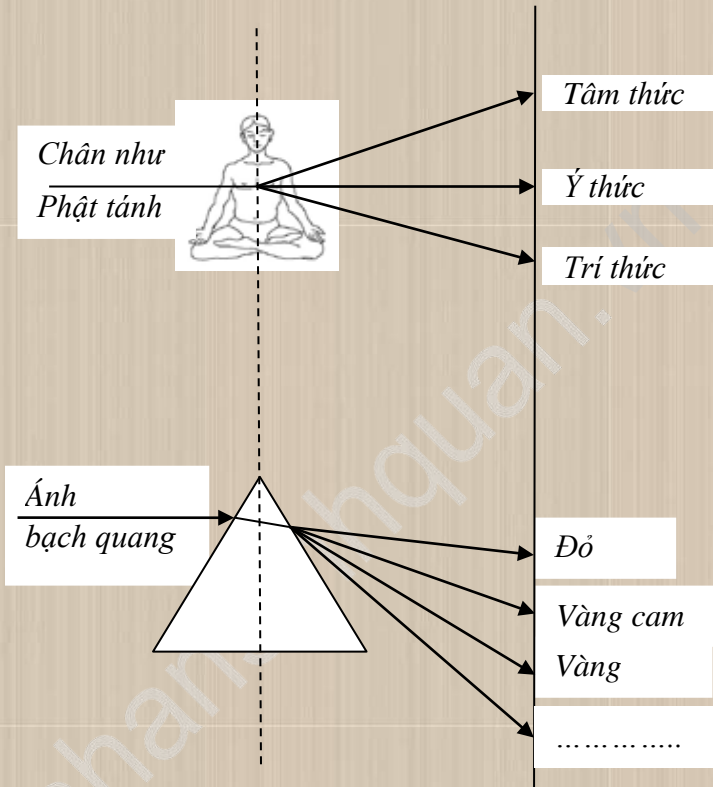 Tâm thức
Chân như
Phật tánh
Ý thức
Trí thức
Ánh
bạch quang
Đỏ
Vàng cam
Vàng
…………..